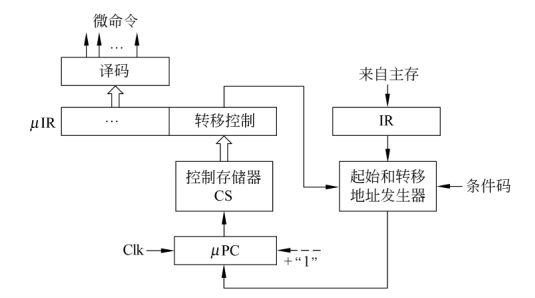 微命令
…
译码
来自主存
μIR
…
转移控制
IR
控制存储器
CS
起始和转移
地址发生器
条件码
Clk
μPC
+“1”